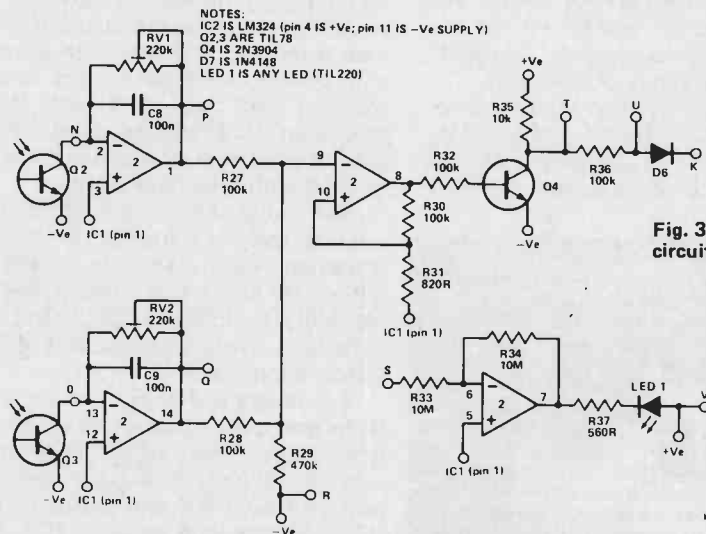 NOTES:
IC2 IS LM324 (pin 4 IS +Ve; pin 11 IS −Ve SUPPLY)
Q2,3 ARE TIL78
Q4 IS 2N3904
D7 IS 1N4148
LED 1 IS ANY LED (TIL220)
RV1
220k
C8
100n
P
N
2
−
2
1
3
+
Q2
−Ve
IC1 (pin 1)
R27
100k
9
−
2
8
10
+
R32
100k
R30
100k
R31
820R
IC1 (pin 1)
+Ve
R35
10k
T
U
R36
100k
D6
K
Q4
−Ve
Fig. 3
circuit
RV2
220k
C9
100n
Q
O
13
−
2
14
12
+
Q3
−Ve
IC1 (pin 1)
R28
100k
R29
470k
R
−Ve
S
R33
10M
R34
10M
6
−
2
7
5
+
IC1 (pin 1)
R37
560R
LED 1
V
+Ve